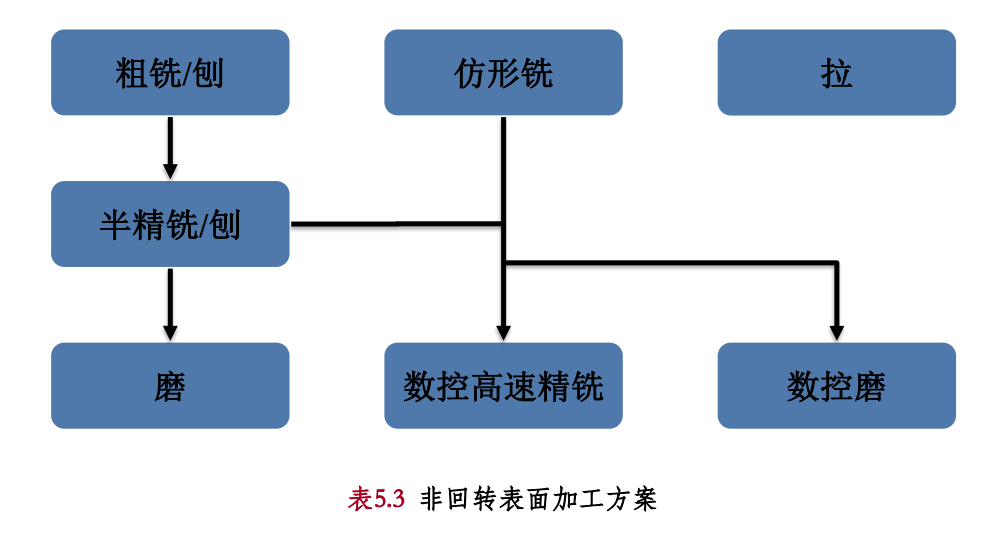 粗铣/刨
仿形铣
拉
半精铣/刨
磨
数控高速精铣
数控磨
表5.3 非回转表面加工方案